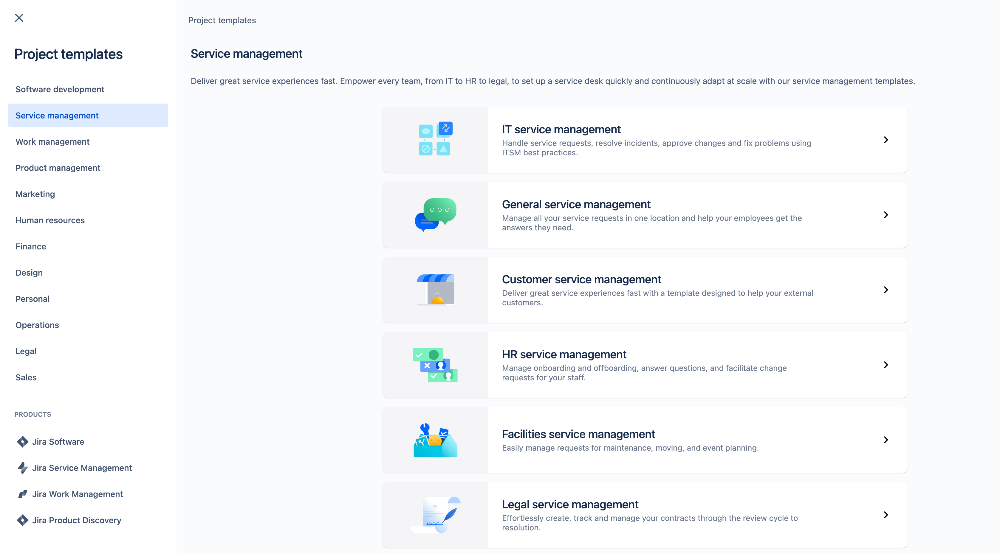 Project templates
Software development
Service management
Work management
Product management
Marketing
Human resources
Finance
Design
Personal
Operations
Legal
Sales
PRODUCTS
Jira Software
Jira Service Management
Jira Work Management
Jira Product Discovery
Project templates
Service management
Deliver great service experiences fast. Empower every team, from IT to HR to legal, to set up a service desk quickly and continuously adapt at scale with our service management templates.
IT service management
Handle service requests, resolve incidents, approve changes and fix problems using
ITSM best practices.
General service management
Manage all your service requests in one location and help your employees get the
answers they need.
Customer service management
Deliver great service experiences fast with a template designed to help your external
customers.
HR service management
Manage onboarding and offboarding, answer questions, and facilitate change
requests for your staff.
Facilities service management
Easily manage requests for maintenance, moving, and event planning.
Legal service management
Effortlessly create, track and manage your contracts through the review cycle to
resolution.